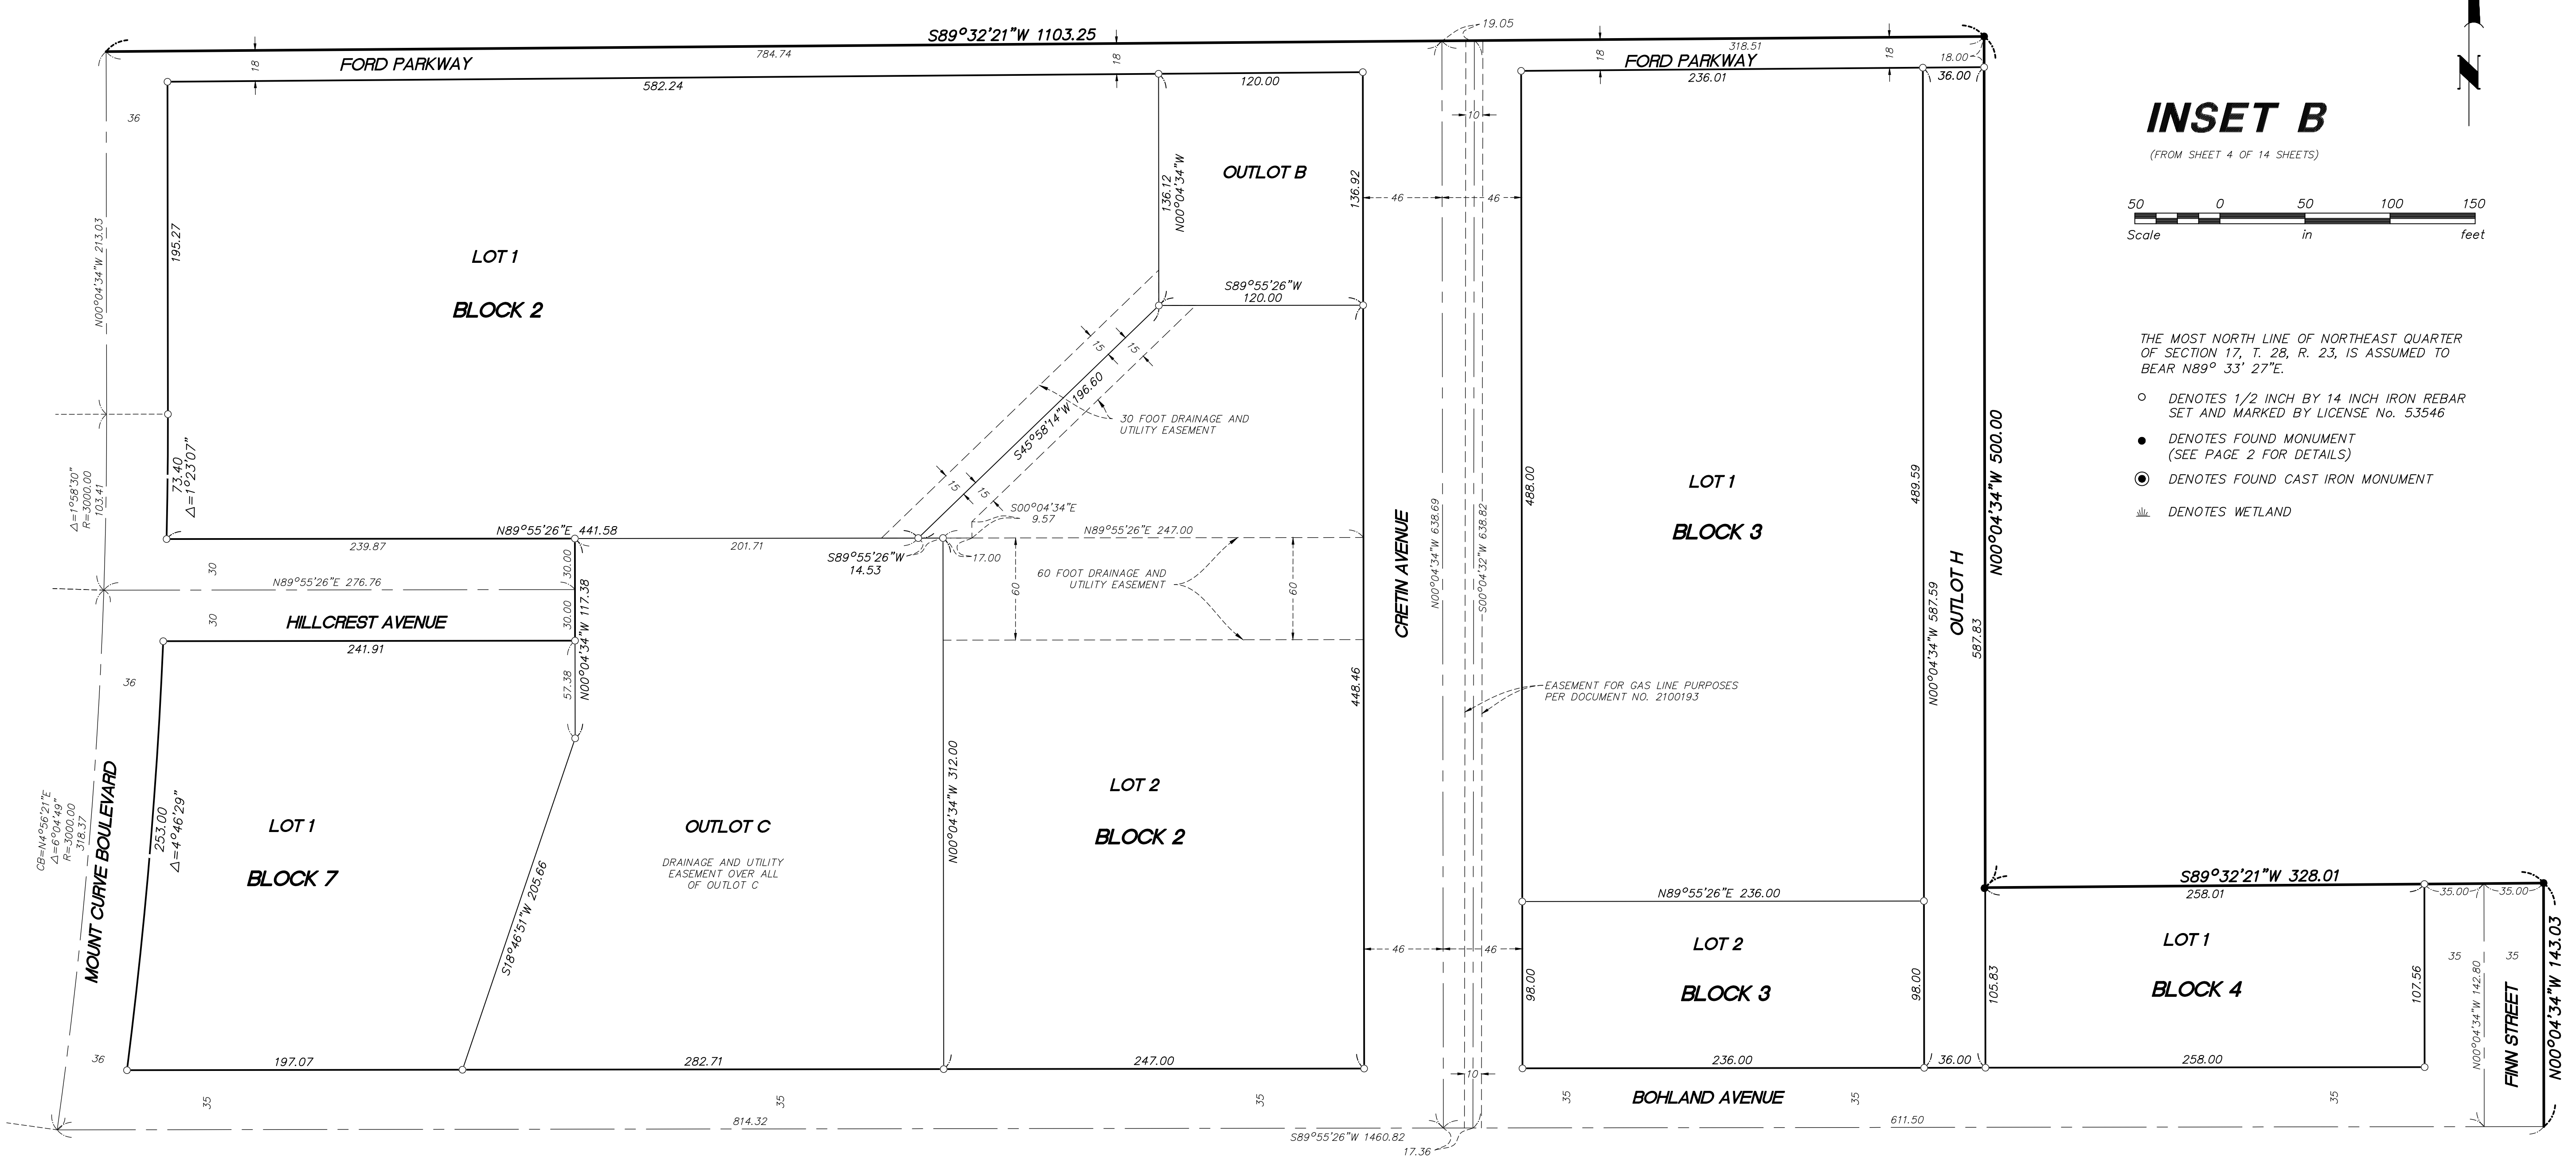 S89°32'21"W 1103.25
19.05
784.74
318.51
18
FORD PARKWAY
18
18
FORD PARKWAY
18
18.00
582.24
120.00
236.01
36.00
36
10
INSET B
(FROM SHEET 4 OF 14 SHEETS)
OUTLOT B
136.12
N00°04'34"W
136.92
46
46
50 0 50 100 150
Scale in feet
N00°04'34"W 213.03
195.27
LOT 1
BLOCK 2
S89°55'26"W
120.00
15
15
THE MOST NORTH LINE OF NORTHEAST QUARTER
OF SECTION 17, T. 28, R. 23, IS ASSUMED TO
BEAR N89° 33' 27"E.
DENOTES 1/2 INCH BY 14 INCH IRON REBAR
SET AND MARKED BY LICENSE No. 53546
DENOTES FOUND MONUMENT
(SEE PAGE 2 FOR DETAILS)
DENOTES FOUND CAST IRON MONUMENT
DENOTES WETLAND
S45°58'14"W 196.60
30 FOOT DRAINAGE AND
UTILITY EASEMENT
15
15
Δ=1°58'30"
R=3000.00
103.41
73.40
Δ=1°23'07"
N89°55'26"E 441.58
239.87
201.71
S00°04'34"E
9.57
N89°55'26"E 247.00
S89°55'26"W
14.53
17.00
30
N89°55'26"E 276.76
30.00
30.00
N00°04'34"W 117.38
57.38
60 FOOT DRAINAGE AND
UTILITY EASEMENT
60
60
30
HILLCREST AVENUE
241.91
36
CRETIN AVENUE
N00°04'34"W 638.69
S00°04'32"W 638.82
488.00
LOT 1
BLOCK 3
489.59
N00°04'34"W 587.59
OUTLOT H
587.83
N00°04'34"W 500.00
448.46
EASEMENT FOR GAS LINE PURPOSES
PER DOCUMENT NO. 2100193
CB=N4°56'21"E
Δ=6°04'49"
R=3000.00
318.37
MOUNT CURVE BOULEVARD
253.00
Δ=4°46'29"
LOT 1
BLOCK 7
S18°46'51"W 205.66
OUTLOT C
DRAINAGE AND UTILITY
EASEMENT OVER ALL
OF OUTLOT C
N00°04'34"W 312.00
LOT 2
BLOCK 2
46
46
N89°55'26"E 236.00
LOT 2
BLOCK 3
98.00
98.00
105.83
S89°32'21"W 328.01
258.01
35.00
35.00
LOT 1
BLOCK 4
107.56
35
35
N00°04'34"W 142.80
FINN STREET
N00°04'34"W 143.03
36
197.07
282.71
247.00
10
236.00
36.00
258.00
35
35
35
35
BOHLAND AVENUE
35
35
814.32
S89°55'26"W 1460.82
17.36
611.50